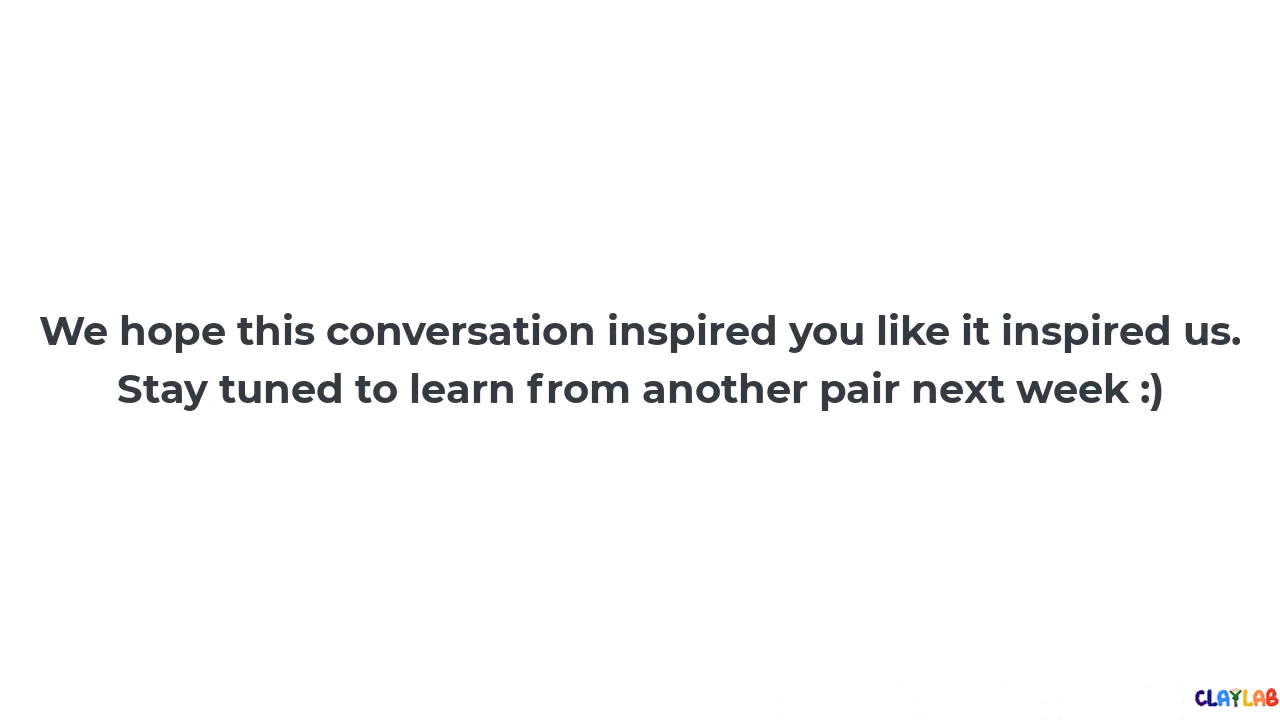 We hope this conversation inspired you like it inspired us.
Stay tuned to learn from another pair next week :)
CLAYLAB